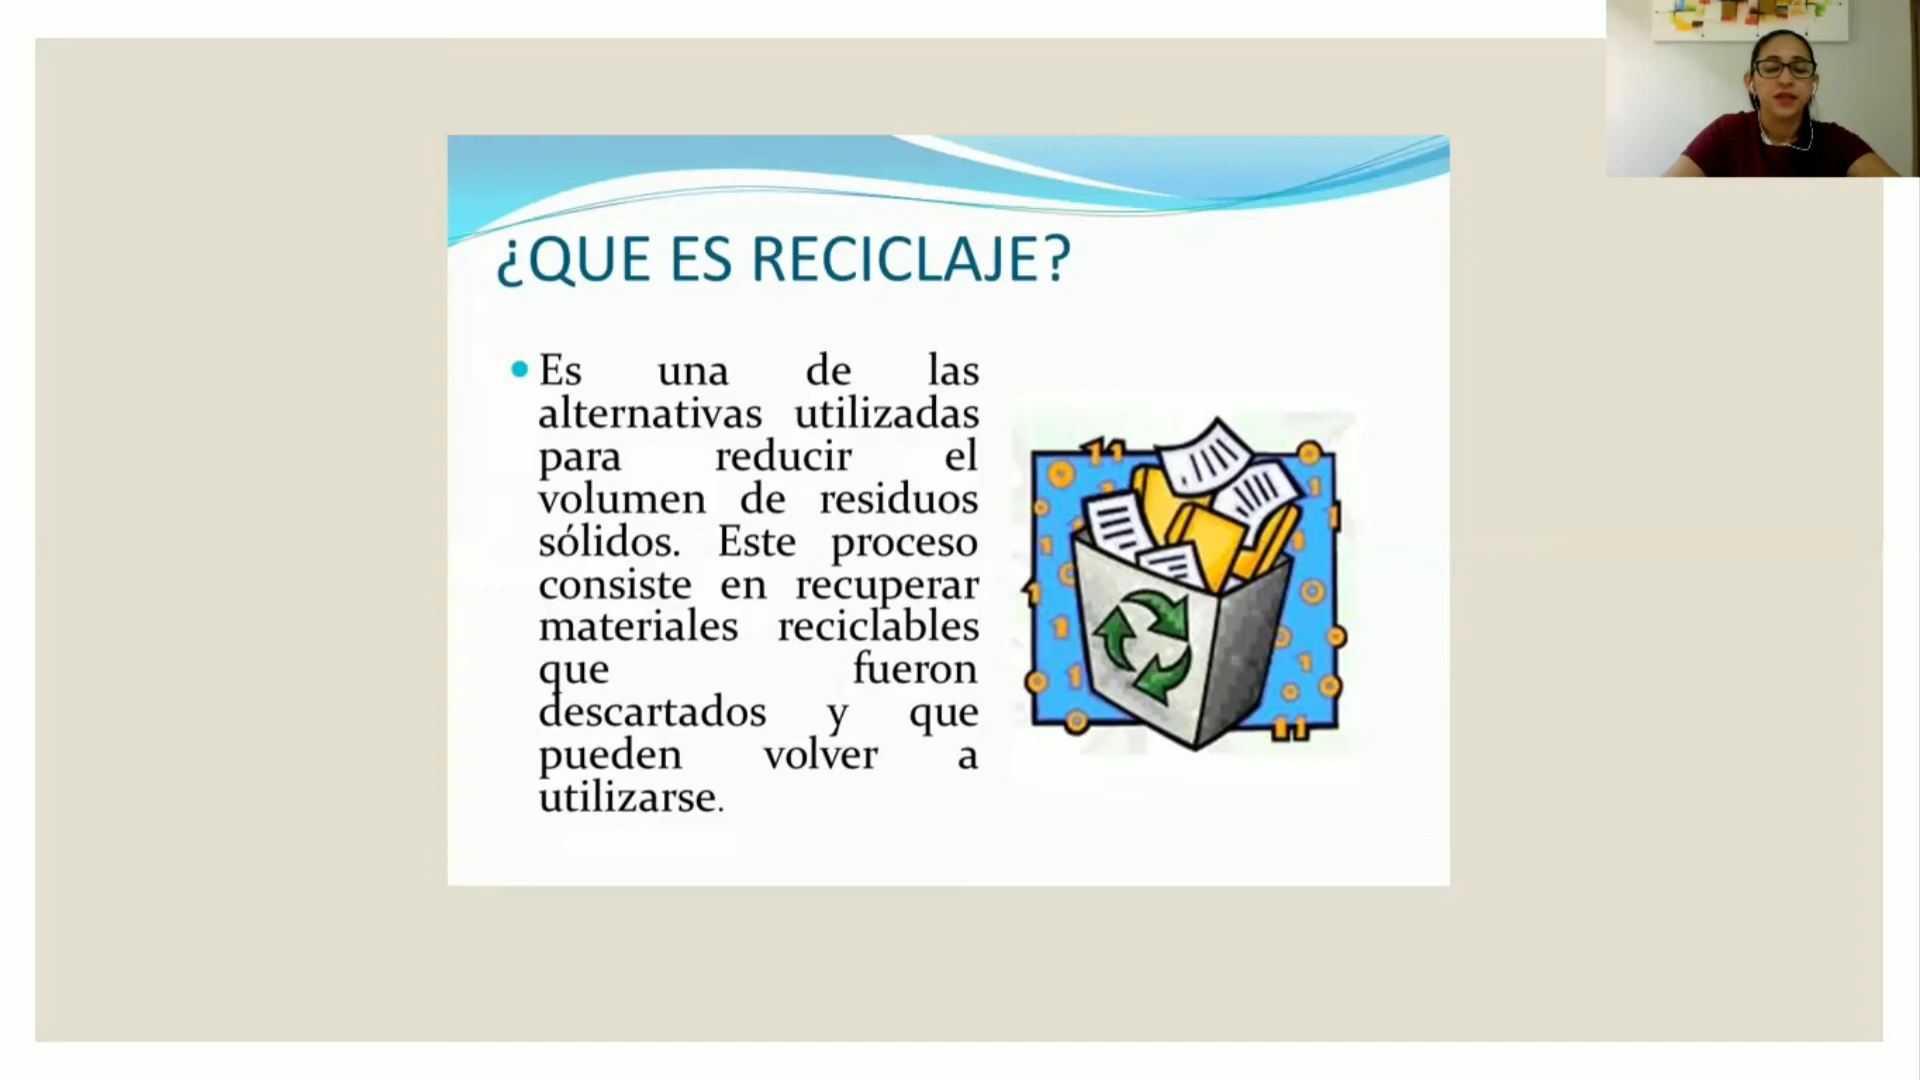 ¿QUE ES RECICLAJE?
Es una de las
alternativas utilizadas
para reducir el
volumen de residuos
sólidos. Este proceso
consiste en recuperar
materiales reciclables
que fueron
descartados y que
pueden volver a
utilizarse.